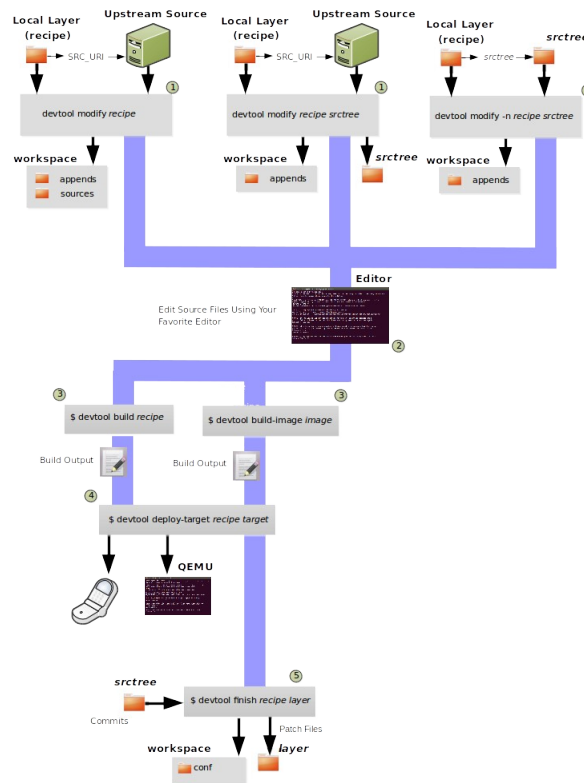 Local Layer
(recipe)
SRC_URI
Upstream Source
1
devtool modify recipe
workspace
appends
sources
Local Layer
(recipe)
SRC_URI
Upstream Source
1
devtool modify recipe srctree
workspace
appends
srctree
Local Layer
(recipe)
srctree
srctree
devtool modify -n recipe srctree
workspace
appends
Editor
Edit Source Files Using Your
Favorite Editor
2
3
$ devtool build recipe
3
$ devtool build-image image
Build Output
Build Output
4
$ devtool deploy-target recipe target
QEMU
5
srctree
Commits
$ devtool finish recipe layer
Patch Files
workspace
conf
layer